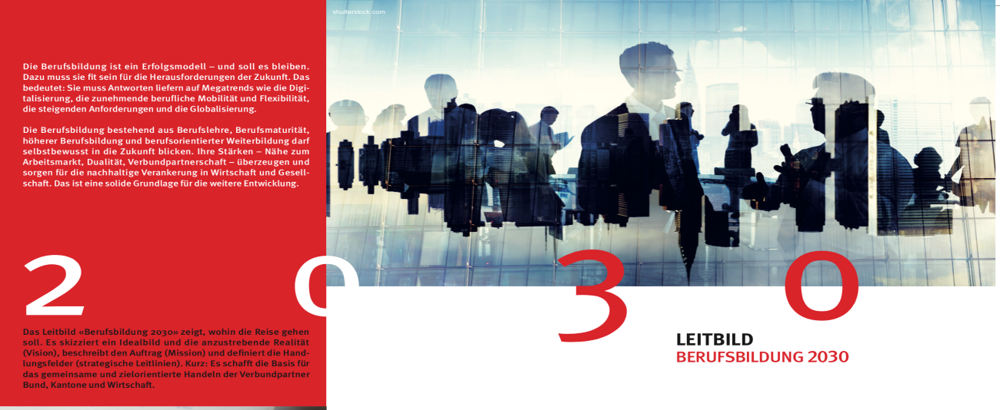 shutterstock.com
Die Berufsbildung ist ein Erfolgsmodell – und soll es bleiben.
Dazu muss sie fit sein für die Herausforderungen der Zukunft. Das
bedeutet: Sie muss Antworten liefern auf Megatrends wie die Digi-
talisierung, die zunehmende berufliche Mobilität und Flexibilität,
die steigenden Anforderungen und die Globalisierung.
Die Berufsbildung bestehend aus Berufslehre, Berufsmaturität,
höherer Berufsbildung und berufsorientierter Weiterbildung darf
selbstbewusst in die Zukunft blicken. Ihre Stärken – Nähe zum
Arbeitsmarkt, Dualität, Verbundpartnerschaft – überzeugen und
sorgen für die nachhaltige Verankerung in Wirtschaft und Gesell-
schaft. Das ist eine solide Grundlage für die weitere Entwicklung.
2030
Das Leitbild «Berufsbildung 2030» zeigt, wohin die Reise gehen
soll. Es skizziert ein Idealbild und die anzustrebende Realität
(Vision), beschreibt den Auftrag (Mission) und definiert die Hand-
lungsfelder (strategische Leitlinien). Kurz: Es schafft die Basis für
das gemeinsame und zielorientierte Handeln der Verbundpartner
Bund, Kantone und Wirtschaft.
LEITBILD
BERUFSBILDUNG 2030